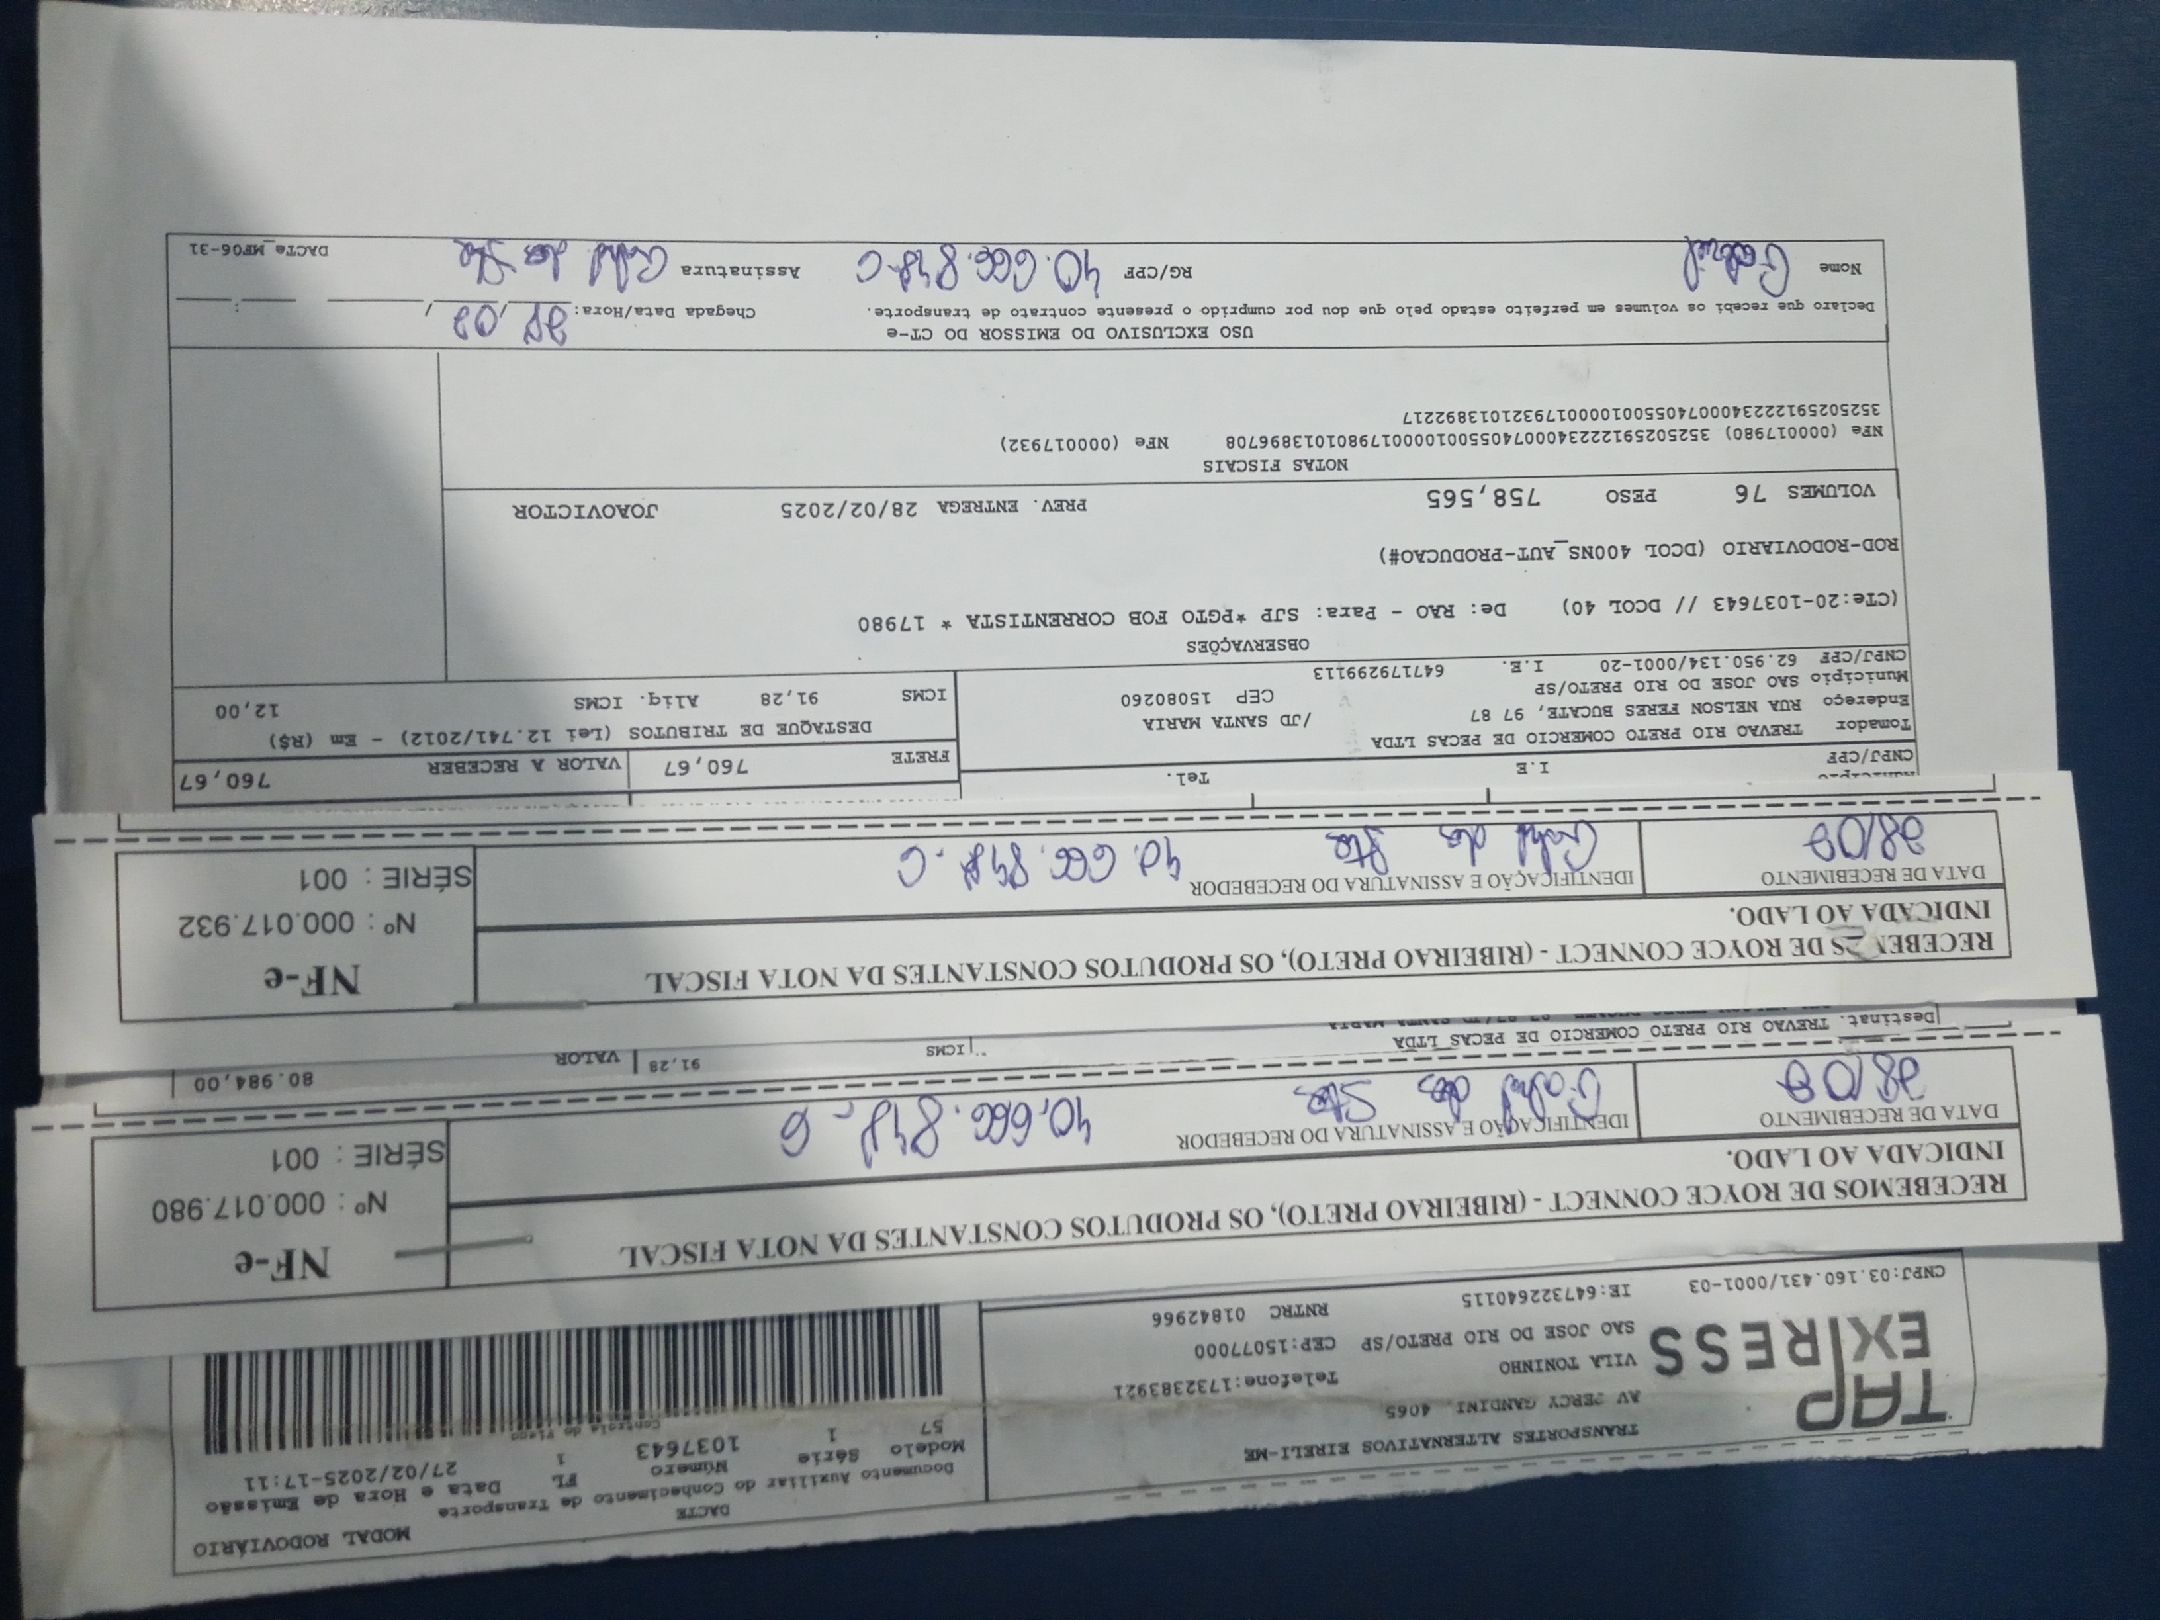 MODAL RODOVIÁRIO
DACTE
Documento Auxiliar do Conhecimento de Transporte
Modelo Série Número FL Data e Hora de Emissão
57 1 1037643 1 27/02/2025-17:11
Controle do Fisco
TAP
EXPRESS
TRANSPORTES ALTERNATIVOS EIRELI-ME
AV PERCY GANDINI 4065
VILA TONINHO Telefone:1732383921
SAO JOSE DO RIO PRETO/SP CEP:15077000
CNPJ:03.160.431/0001-03 IE:647322640115 RNTRC 01842966
RECEBEMOS DE ROYCE CONNECT - (RIBEIRAO PRETO), OS PRODUTOS CONSTANTES DA NOTA FISCAL
INDICADA AO LADO.
NF-e
Nº : 000.017.980
SÉRIE : 001
DATA DE RECEBIMENTO
28/02
IDENTIFICAÇÃO E ASSINATURA DO RECEBEDOR
Destinat. TREVAO RIO PRETO COMERCIO DE PECAS LTDA
ICMS 91,28 VALOR 80.984,00
RECEBEMOS DE ROYCE CONNECT - (RIBEIRAO PRETO), OS PRODUTOS CONSTANTES DA NOTA FISCAL
INDICADA AO LADO.
NF-e
Nº : 000.017.932
SÉRIE : 001
DATA DE RECEBIMENTO
28/02
IDENTIFICAÇÃO E ASSINATURA DO RECEBEDOR
Município
CNPJ/CPF I.E Tel.
FRETE 760,67 VALOR A RECEBER 760,67
Tomador TREVAO RIO PRETO COMERCIO DE PECAS LTDA
Endereço RUA NELSON FERES BUCATE, 97 87 /JD SANTA MARIA
Município SAO JOSE DO RIO PRETO/SP CEP 15080260
CNPJ/CPF 62.950.134/0001-20 I.E. 647179299113
DESTAQUE DE TRIBUTOS (Lei 12.741/2012) - Em (R$)
ICMS 91,28 Aliq. ICMS 12,00
OBSERVAÇÕES
(CTe:20-1037643 // DCOL 40) De: RAO - Para: SJP *PGTO FOB CORRENTISTA * 17980
ROD-RODOVIARIO (DCOL 400NS_AUT-PRODUCAO#)
VOLUMES 76 PESO 758,565 PREV. ENTREGA 28/02/2025 JOAOVICTOR
NOTAS FISCAIS
NFe (000017980) 35250259122234000740550010000179801013896708 NFe (000017932)
35250259122234000740550010000179321013892217
USO EXCLUSIVO DO EMISSOR DO CT-e
Declaro que recebi os volumes em perfeito estado pelo que dou por cumprido o presente contrato de transporte.
Chegada Data/Hora: 28/02 / :
Nome Gabriel RG/CPF Assinatura
DACTe_MF06-31